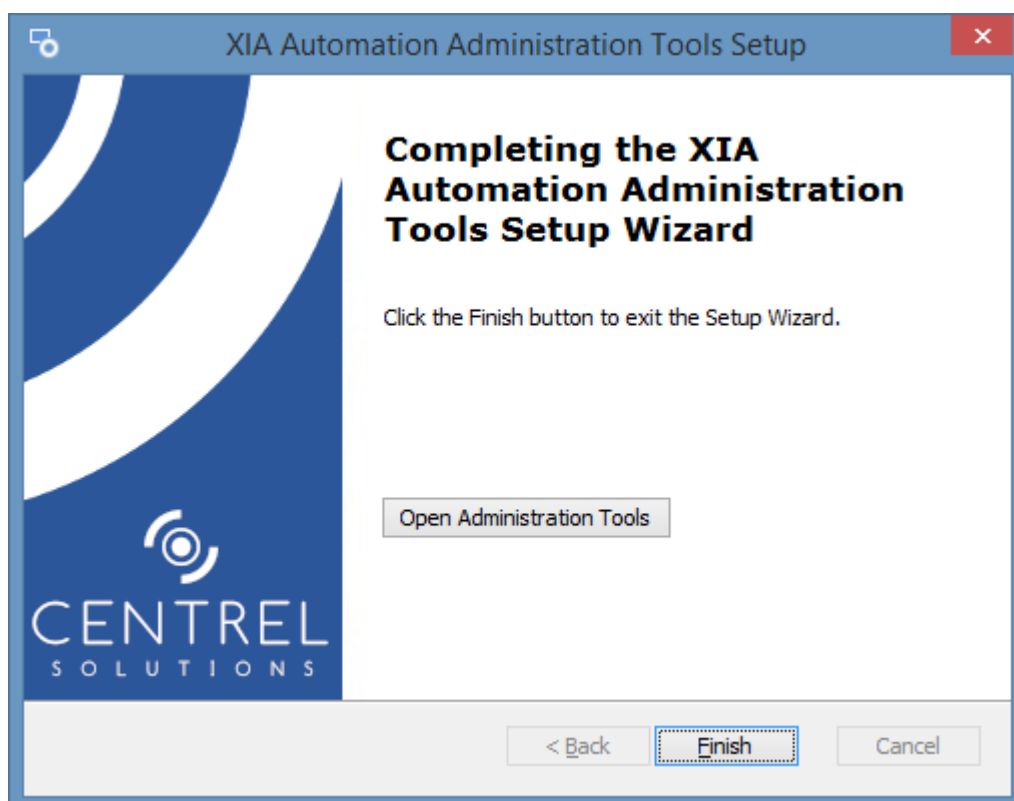 XIA Automation Administration Tools Setup
Completing the XIA
Automation Administration
Tools Setup Wizard
Click the Finish button to exit the Setup Wizard.
Open Administration Tools
CENTREL
SOLUTIONS
< Back
Finish
Cancel